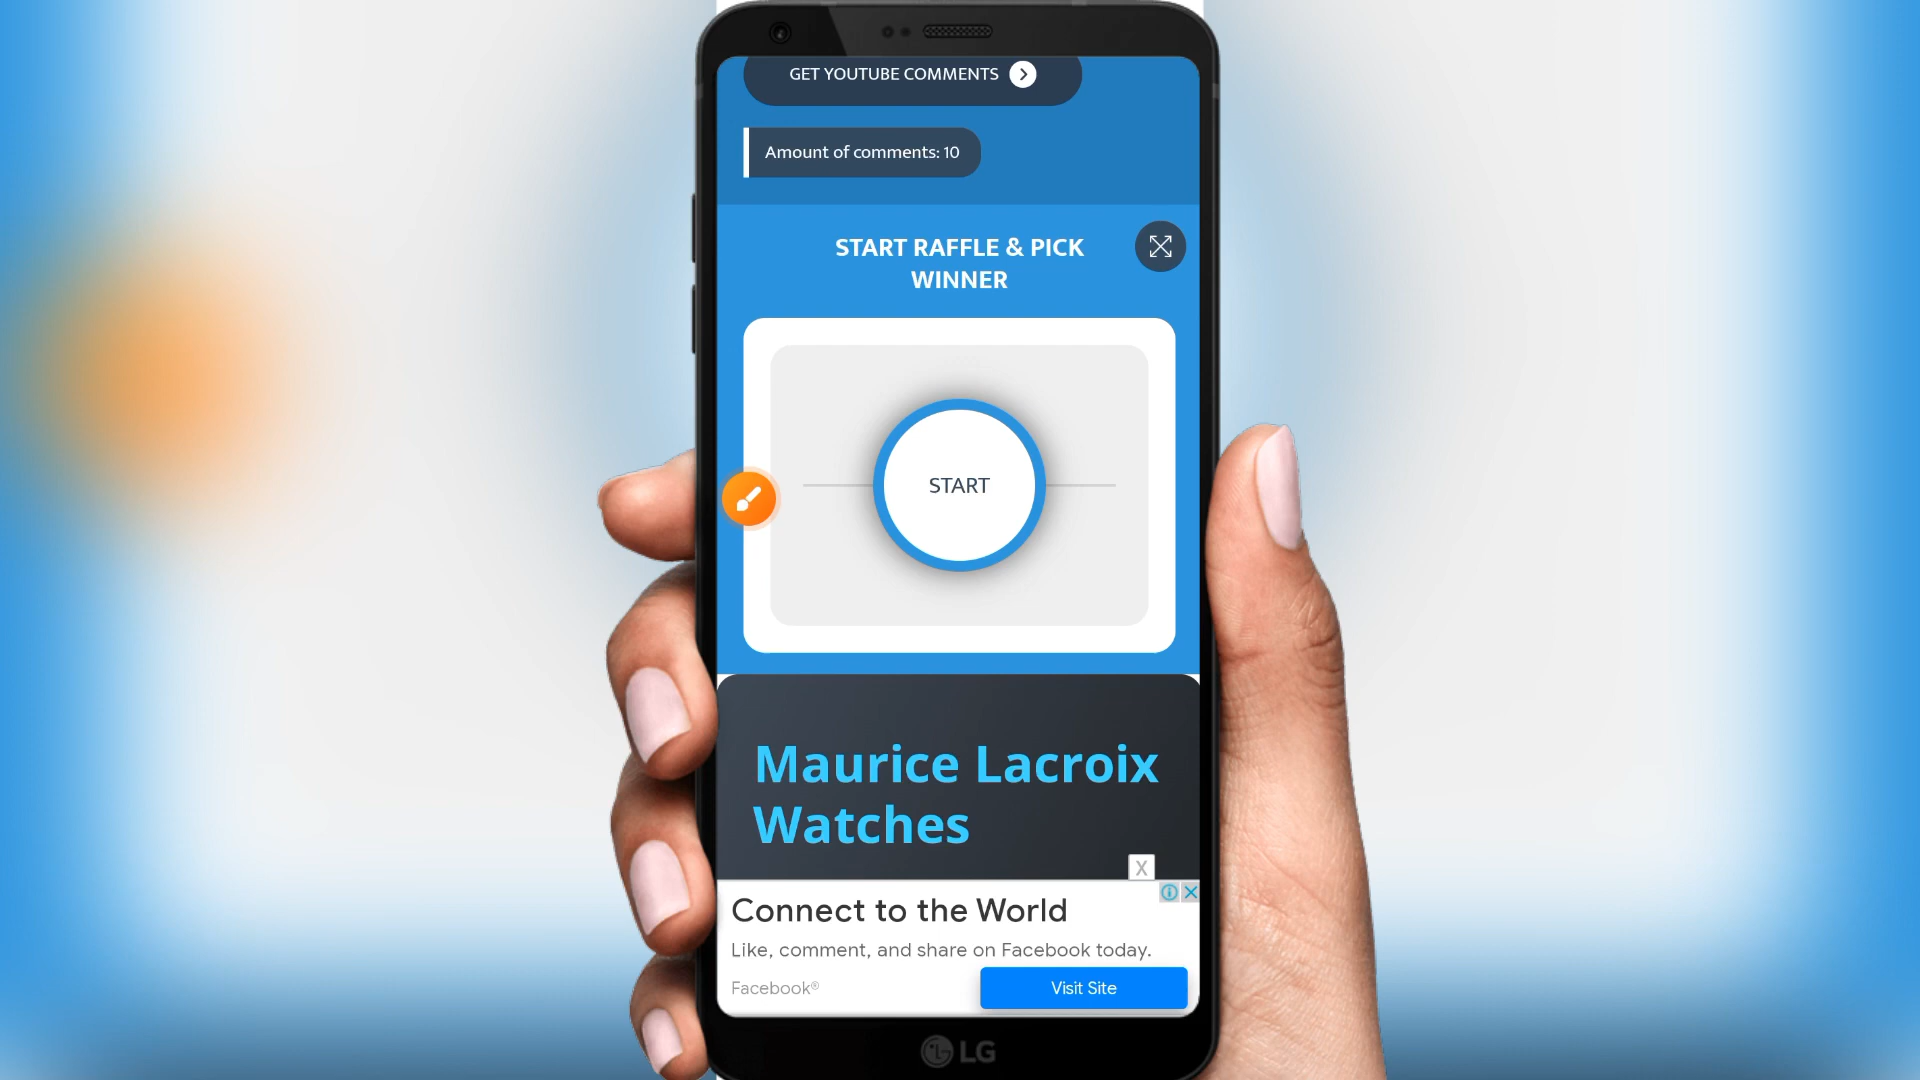 GET YOUTUBE COMMENTS
Amount of comments: 10
START RAFFLE & PICK
WINNER
START
Maurice Lacroix
Watches
X
Connect to the World
Like, comment, and share on Facebook today.
Facebook®
Visit Site
LG